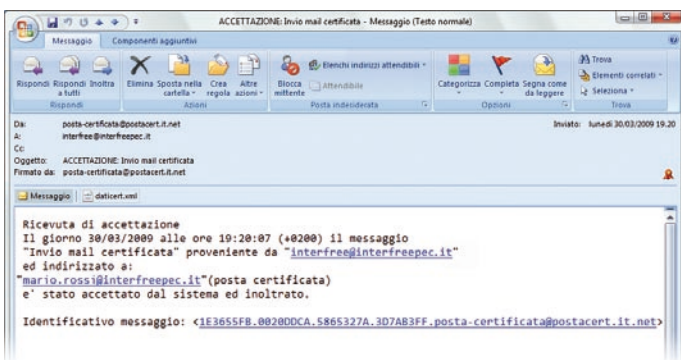 ACCETTAZIONE: Invio mail certificata - Messaggio (Testo normale)
Messaggio Componenti aggiuntivi
Rispondi Rispondi a tutti Inoltra
Elimina Sposta nella cartella Crea regola Altre azioni
Blocca mittente Elenchi indirizzi attendibili
Attendibile
Categorizza Completa Segna come da leggere
Trova
Elementi correlati
Seleziona
Rispondi Azioni Posta indesiderata Opzioni Trova
Da: posta-certificata@postacert.it.net Inviato: lunedì 30/03/2009 19.20
A: interfree@interfreepec.it
Cc:
Oggetto: ACCETTAZIONE: Invio mail certificata
Firmato da: posta-certificata@postacert.it.net
Messaggio daticert.xml
Ricevuta di accettazione
Il giorno 30/03/2009 alle ore 19:20:07 (+0200) il messaggio
"Invio mail certificata" proveniente da "interfree@interfreepec.it"
ed indirizzato a:
"mario.rossi@interfreepec.it"(posta certificata)
e' stato accettato dal sistema ed inoltrato.
Identificativo messaggio: <1E3655FB.0020DDCA.5865327A.3D7AB3FF.posta-certificata@postacert.it.net>